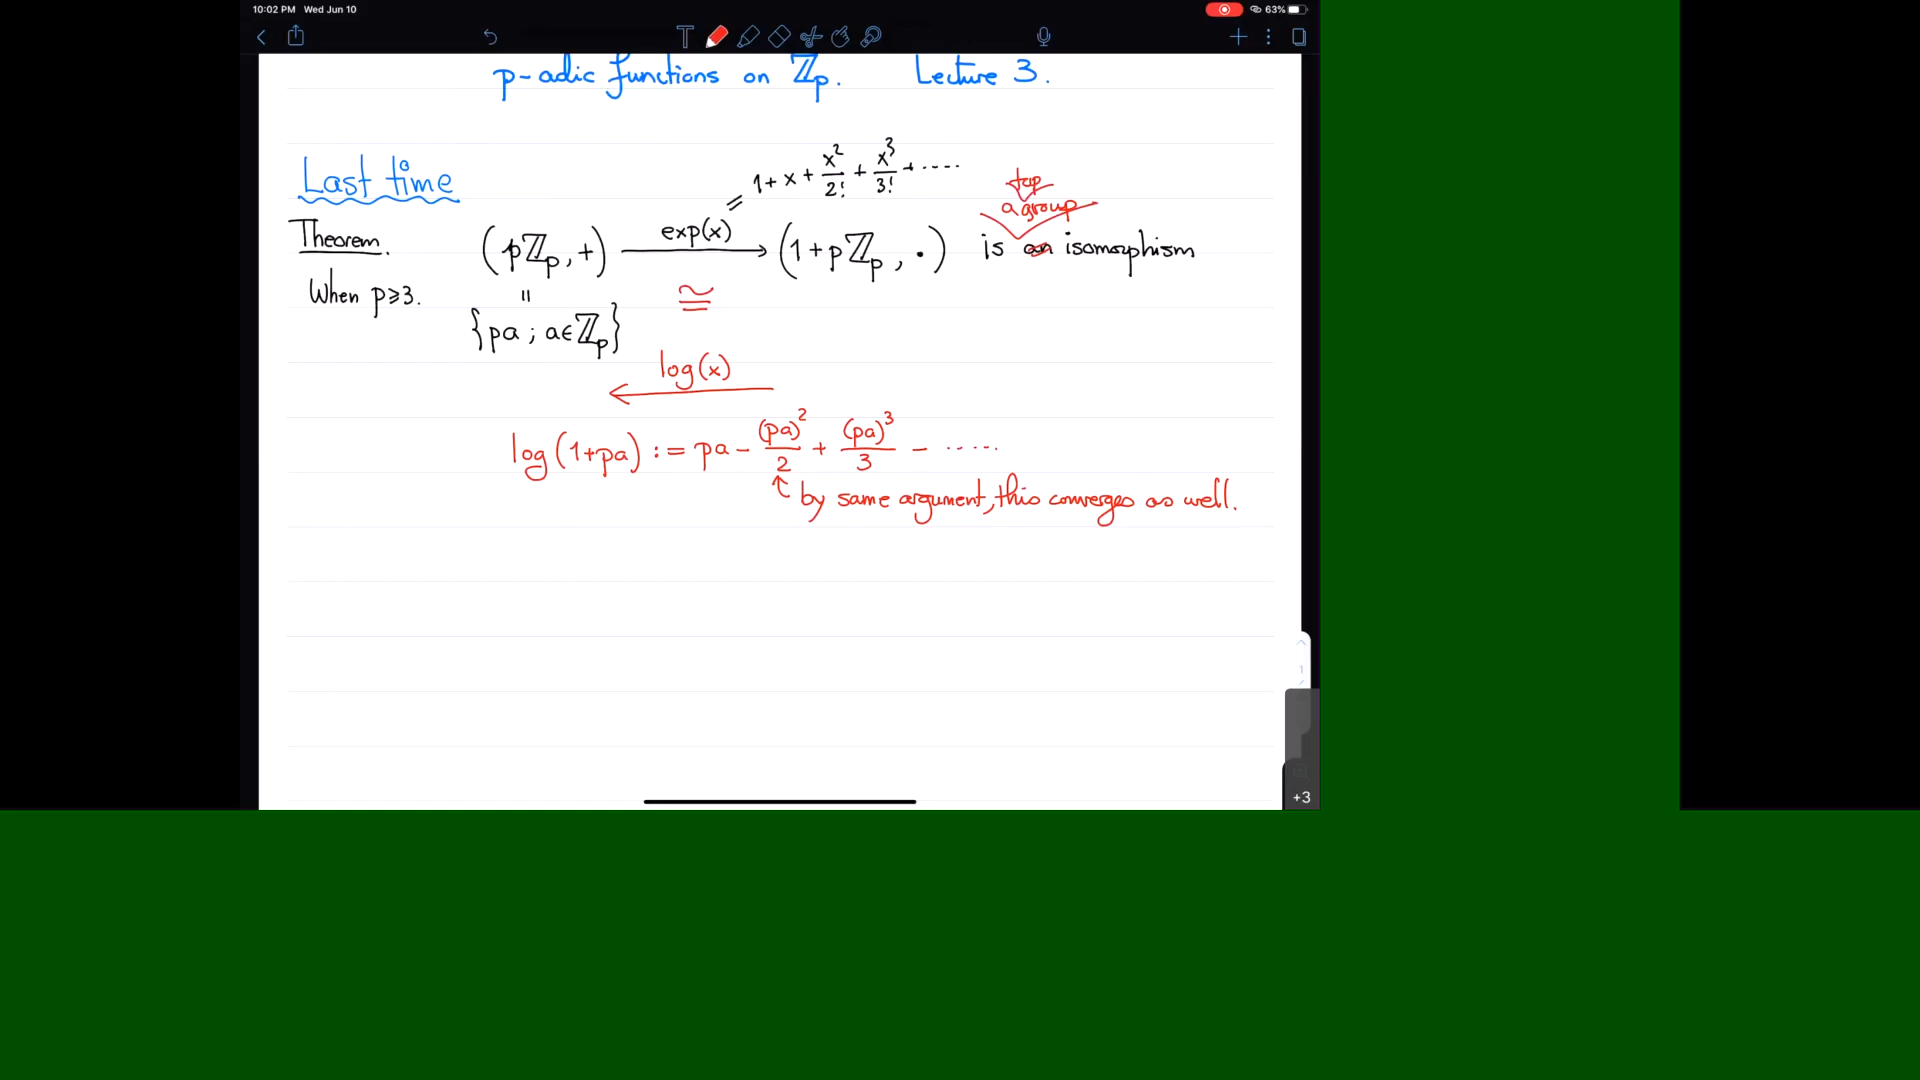 10:02 PM Wed Jun 10
63%
p-adic functions on ℤp. Lecture 3.
Last time
= 1 + x + x²/2! + x³/3! + .....
top
a group
Theorem. (pℤp, +) exp(x) → (1+pℤp, •) is an isomorphism
When p≥3. ≅
=
{pa ; a∈ℤp}
log(x)
←
log(1+pa) := pa - (pa)²/2 + (pa)³/3 - .....
↑ by same argument, this converges as well.
1
+3